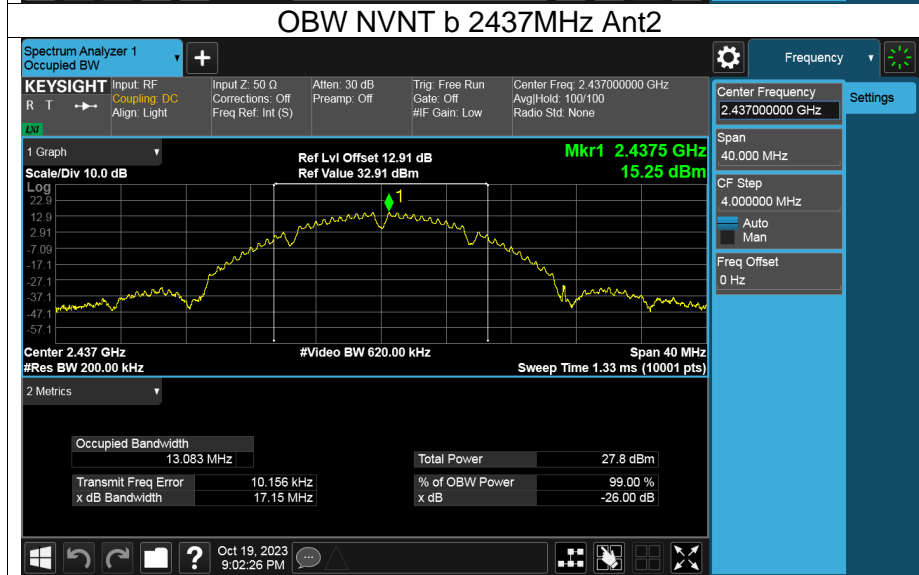 OBW NVNT b 2437MHz Ant2
Spectrum Analyzer 1
Occupied BW
+
Frequency
KEYSIGHT
R T
LXI
Input: RF
Coupling: DC
Align: Light
Input Z: 50 Ω
Corrections: Off
Freq Ref: Int (S)
Atten: 30 dB
Preamp: Off
Trig: Free Run
Gate: Off
#IF Gain: Low
Center Freq: 2.437000000 GHz
Avg|Hold: 100/100
Radio Std: None
Center Frequency
2.437000000 GHz
Settings
Span
40.000 MHz
CF Step
4.000000 MHz
Auto
Man
Freq Offset
0 Hz
1 Graph
Ref Lvl Offset 12.91 dB
Mkr1 2.4375 GHz
Scale/Div 10.0 dB
Ref Value 32.91 dBm
15.25 dBm
Log
22.9
12.9
2.91
-7.09
-17.1
-27.1
-37.1
-47.1
-57.1
1
Center 2.437 GHz
#Video BW 620.00 kHz
Span 40 MHz
#Res BW 200.00 kHz
Sweep Time 1.33 ms (10001 pts)
2 Metrics
Occupied Bandwidth
13.083 MHz
Total Power 27.8 dBm
Transmit Freq Error 10.156 kHz
% of OBW Power 99.00 %
x dB Bandwidth 17.15 MHz
x dB -26.00 dB
?
Oct 19, 2023
9:02:26 PM